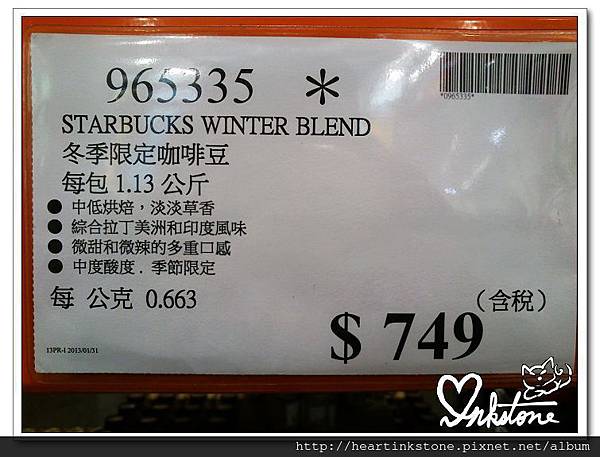 965335 *
*0965335*
STARBUCKS WINTER BLEND
冬季限定咖啡豆
每包 1.13 公斤
● 中低烘焙，淡淡草香
● 綜合拉丁美洲和印度風味
● 微甜和微辣的多重口感
● 中度酸度．季節限定
每 公克 0.663
（含稅）
$ 749
13PR-1 2013/01/31
Inkstone
http://heartinkstone.pixnet.net/album